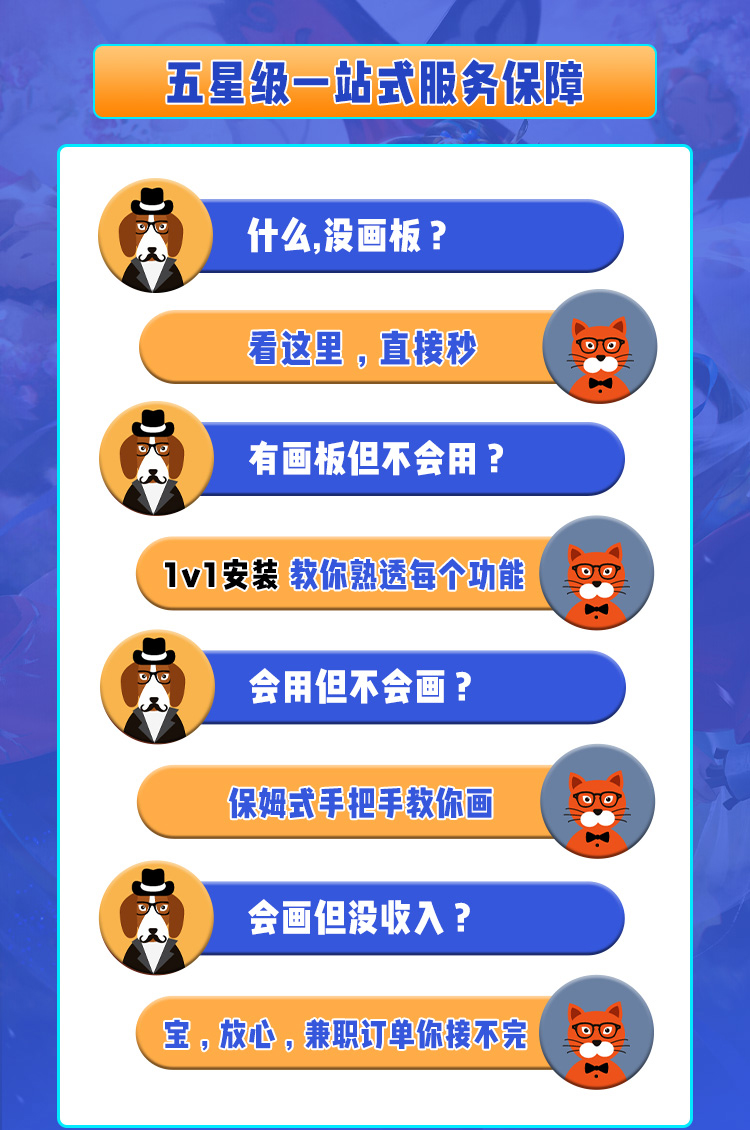 五星级一站式服务保障
什么,没画板？
看这里，直接秒
有画板但不会用？
1v1安装 教你熟透每个功能
会用但不会画？
保姆式手把手教你画
会画但没收入？
宝，放心，兼职订单你接不完